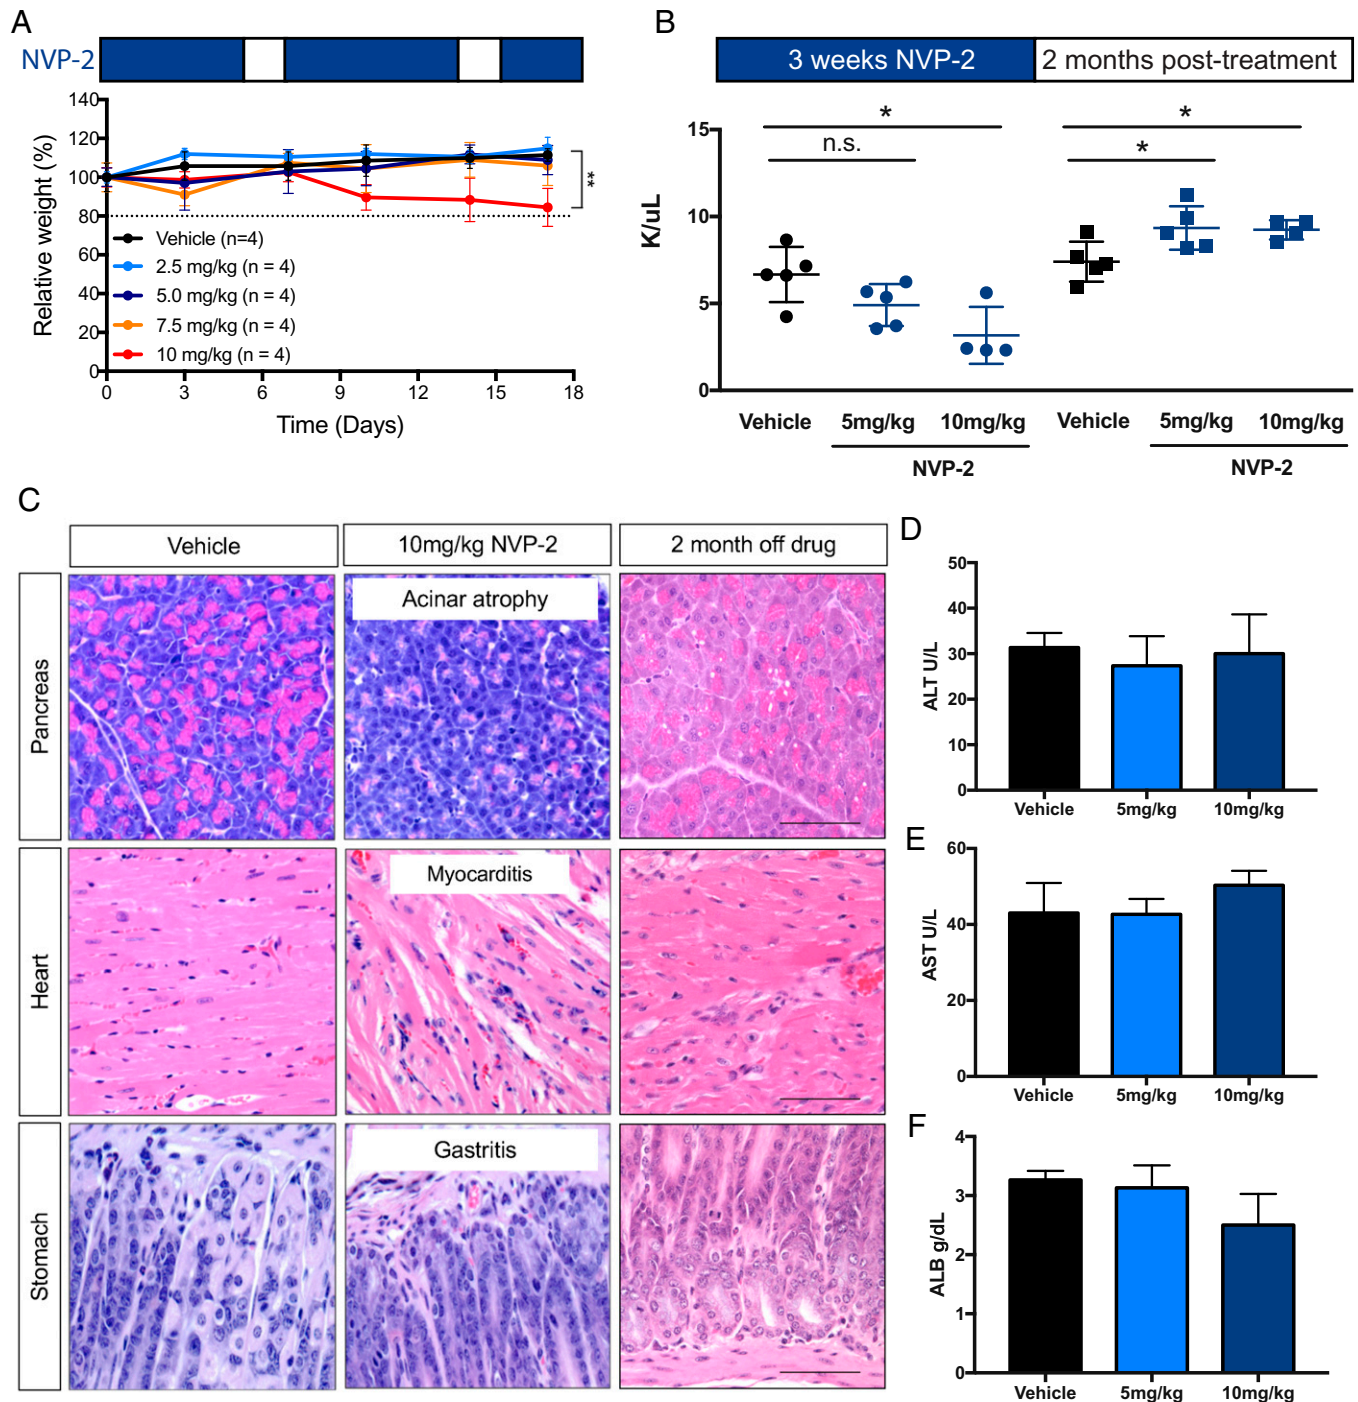 A
NVP-2
140
120
100
80
60
40
20
0
Relative weight (%)
**
Vehicle (n=4)
2.5 mg/kg (n = 4)
5.0 mg/kg (n = 4)
7.5 mg/kg (n = 4)
10 mg/kg (n = 4)
0 3 6 9 12 15 18
Time (Days)
B
3 weeks NVP-2 2 months post-treatment
* *
n.s. *
15
10
5
0
K/uL
Vehicle 5mg/kg 10mg/kg Vehicle 5mg/kg 10mg/kg
NVP-2 NVP-2
C
Vehicle 10mg/kg NVP-2 2 month off drug
Pancreas
Acinar atrophy
Heart
Myocarditis
Stomach
Gastritis
D
50
40
30
20
10
0
ALT U/L
Vehicle 5mg/kg 10mg/kg
E
60
40
20
0
AST U/L
Vehicle 5mg/kg 10mg/kg
F
4
3
2
1
0
ALB g/dL
Vehicle 5mg/kg 10mg/kg